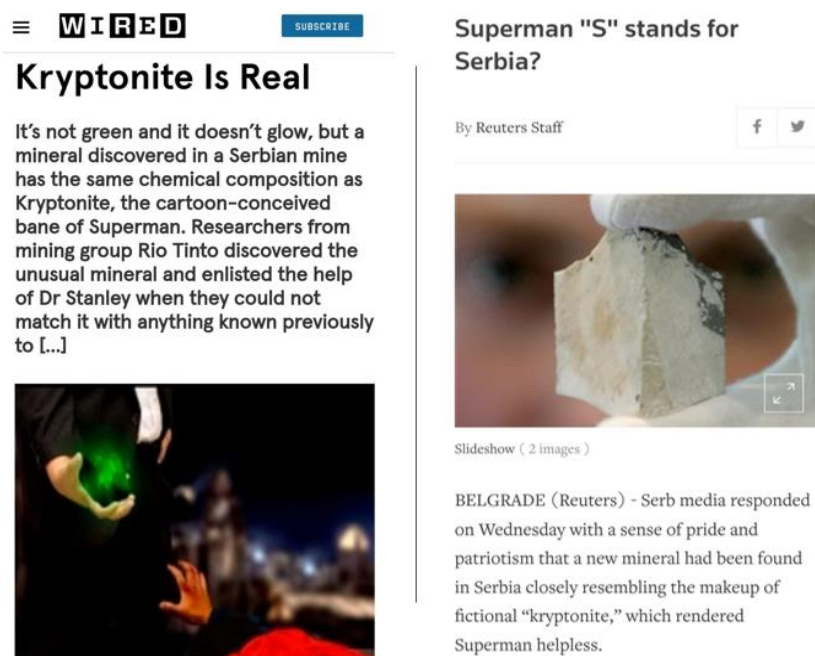 WIRED
SUBSCRIBE
Kryptonite Is Real
It’s not green and it doesn’t glow, but a
mineral discovered in a Serbian mine
has the same chemical composition as
Kryptonite, the cartoon-conceived
bane of Superman. Researchers from
mining group Rio Tinto discovered the
unusual mineral and enlisted the help
of Dr Stanley when they could not
match it with anything known previously
to [...]
Superman "S" stands for
Serbia?
By Reuters Staff
Slideshow ( 2 images )
BELGRADE (Reuters) - Serb media responded
on Wednesday with a sense of pride and
patriotism that a new mineral had been found
in Serbia closely resembling the makeup of
fictional “kryptonite,” which rendered
Superman helpless.